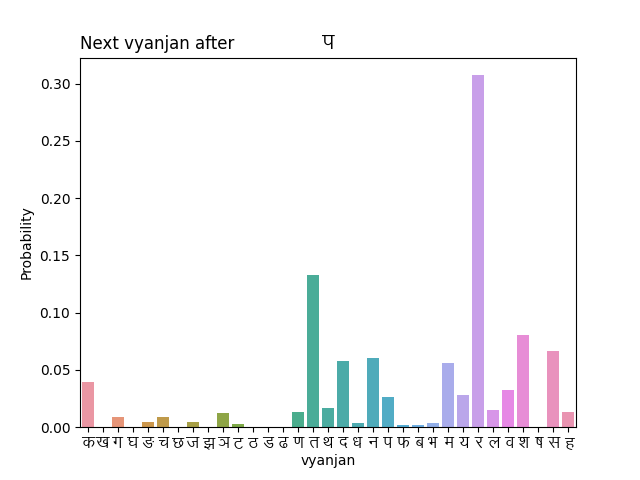 Next vyanjan after प
0.30
0.25
0.20
0.15
0.10
0.05
0.00
Probability
क ख ग घ ङ च छ ज झ ञ ट ठ ड ढ ण त थ द ध न प फ ब भ म य र ल व श ष स ह
vyanjan